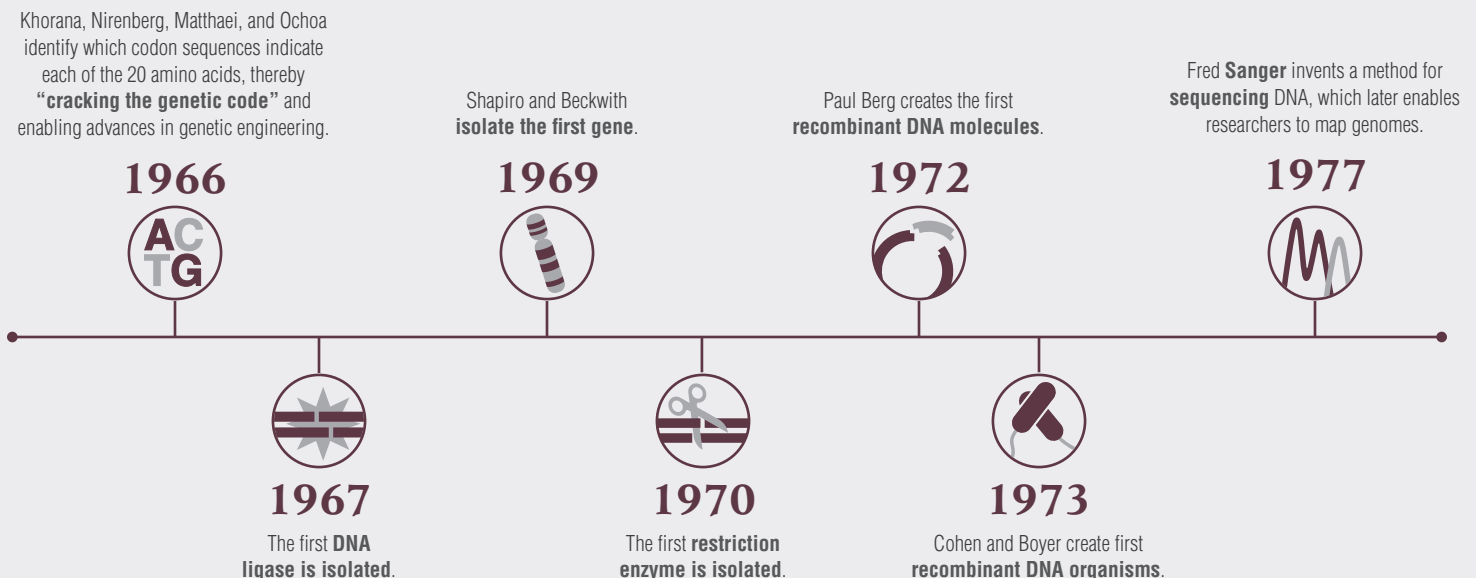 Khorana, Nirenberg, Matthaei, and Ochoa
identify which codon sequences indicate
each of the 20 amino acids, thereby
“cracking the genetic code” and
enabling advances in genetic engineering.
1966
AC
TG
Shapiro and Beckwith
isolate the first gene.
1969
Paul Berg creates the first
recombinant DNA molecules.
1972
Fred Sanger invents a method for
sequencing DNA, which later enables
researchers to map genomes.
1977
1967
The first DNA
ligase is isolated.
1970
The first restriction
enzyme is isolated.
1973
Cohen and Boyer create first
recombinant DNA organisms.